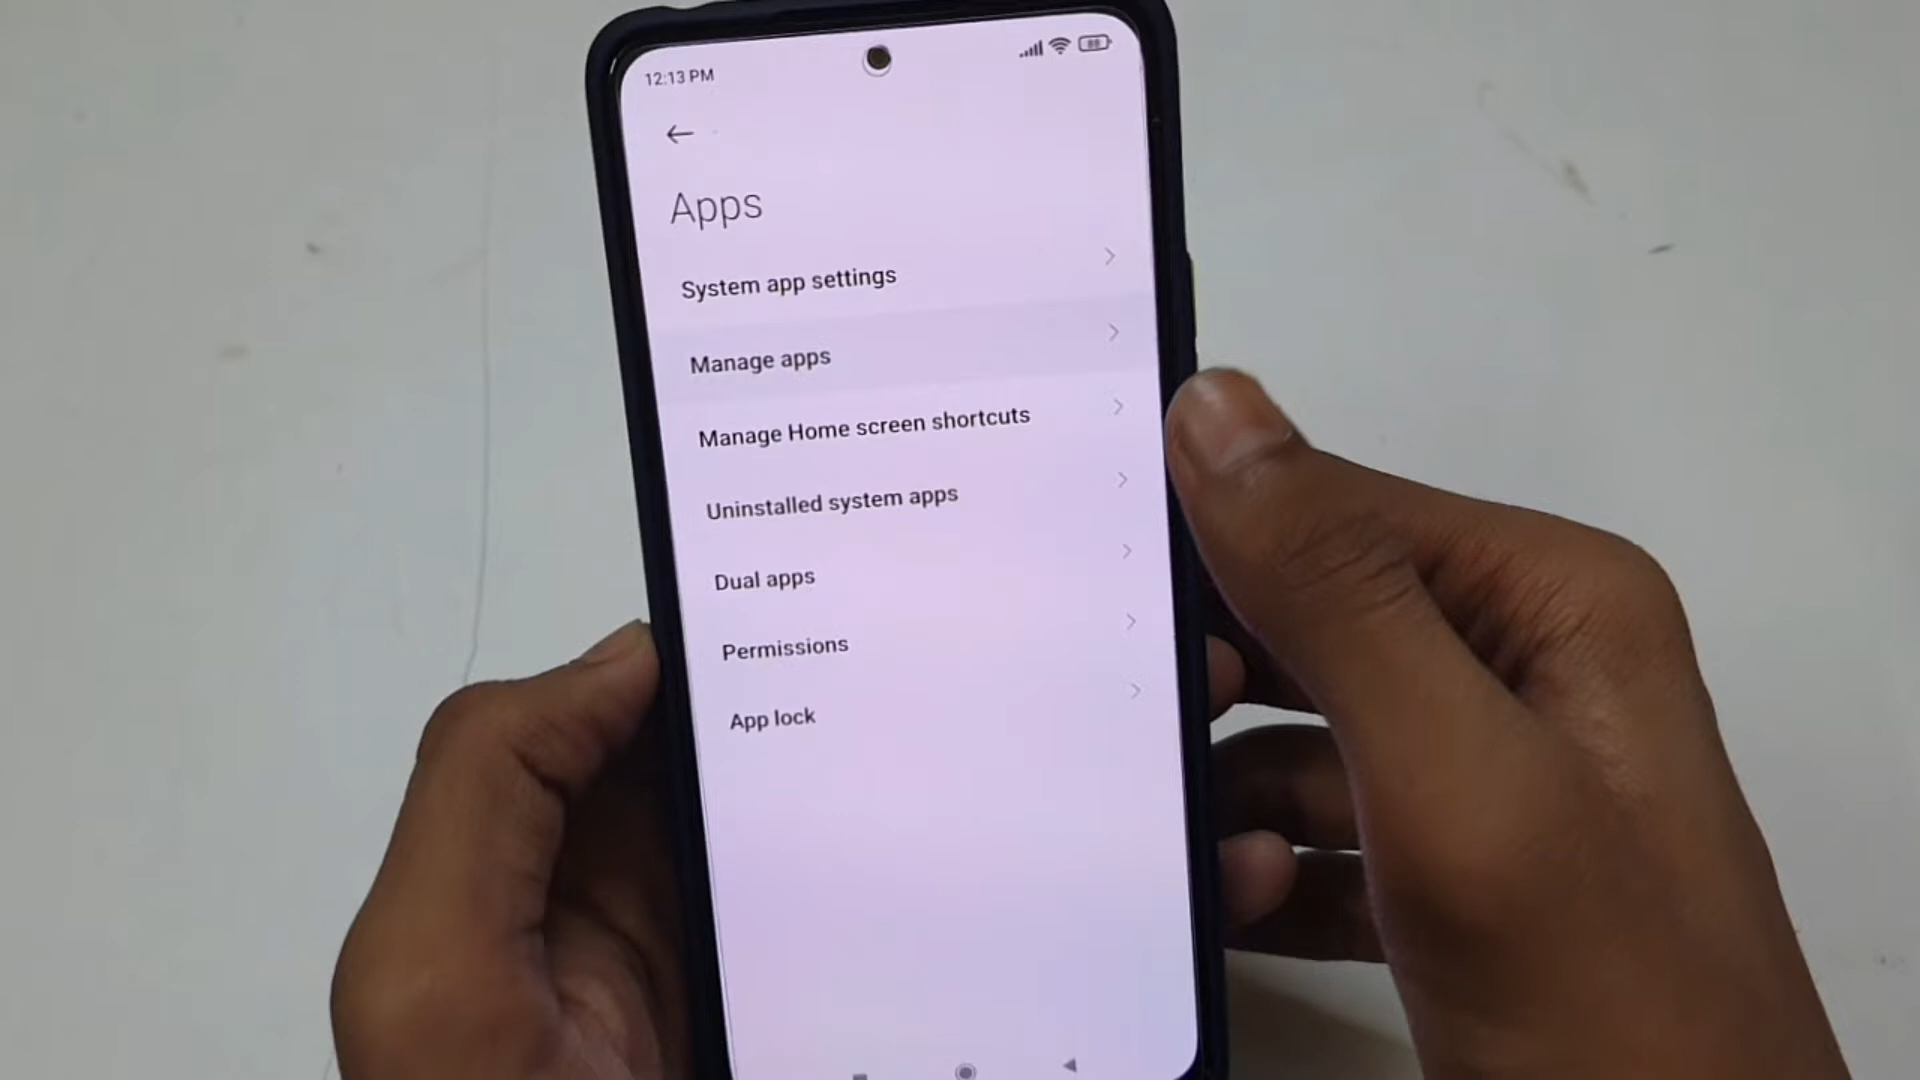 12:13 PM
88
Apps
System app settings
Manage apps
Manage Home screen shortcuts
Uninstalled system apps
Dual apps
Permissions
App lock